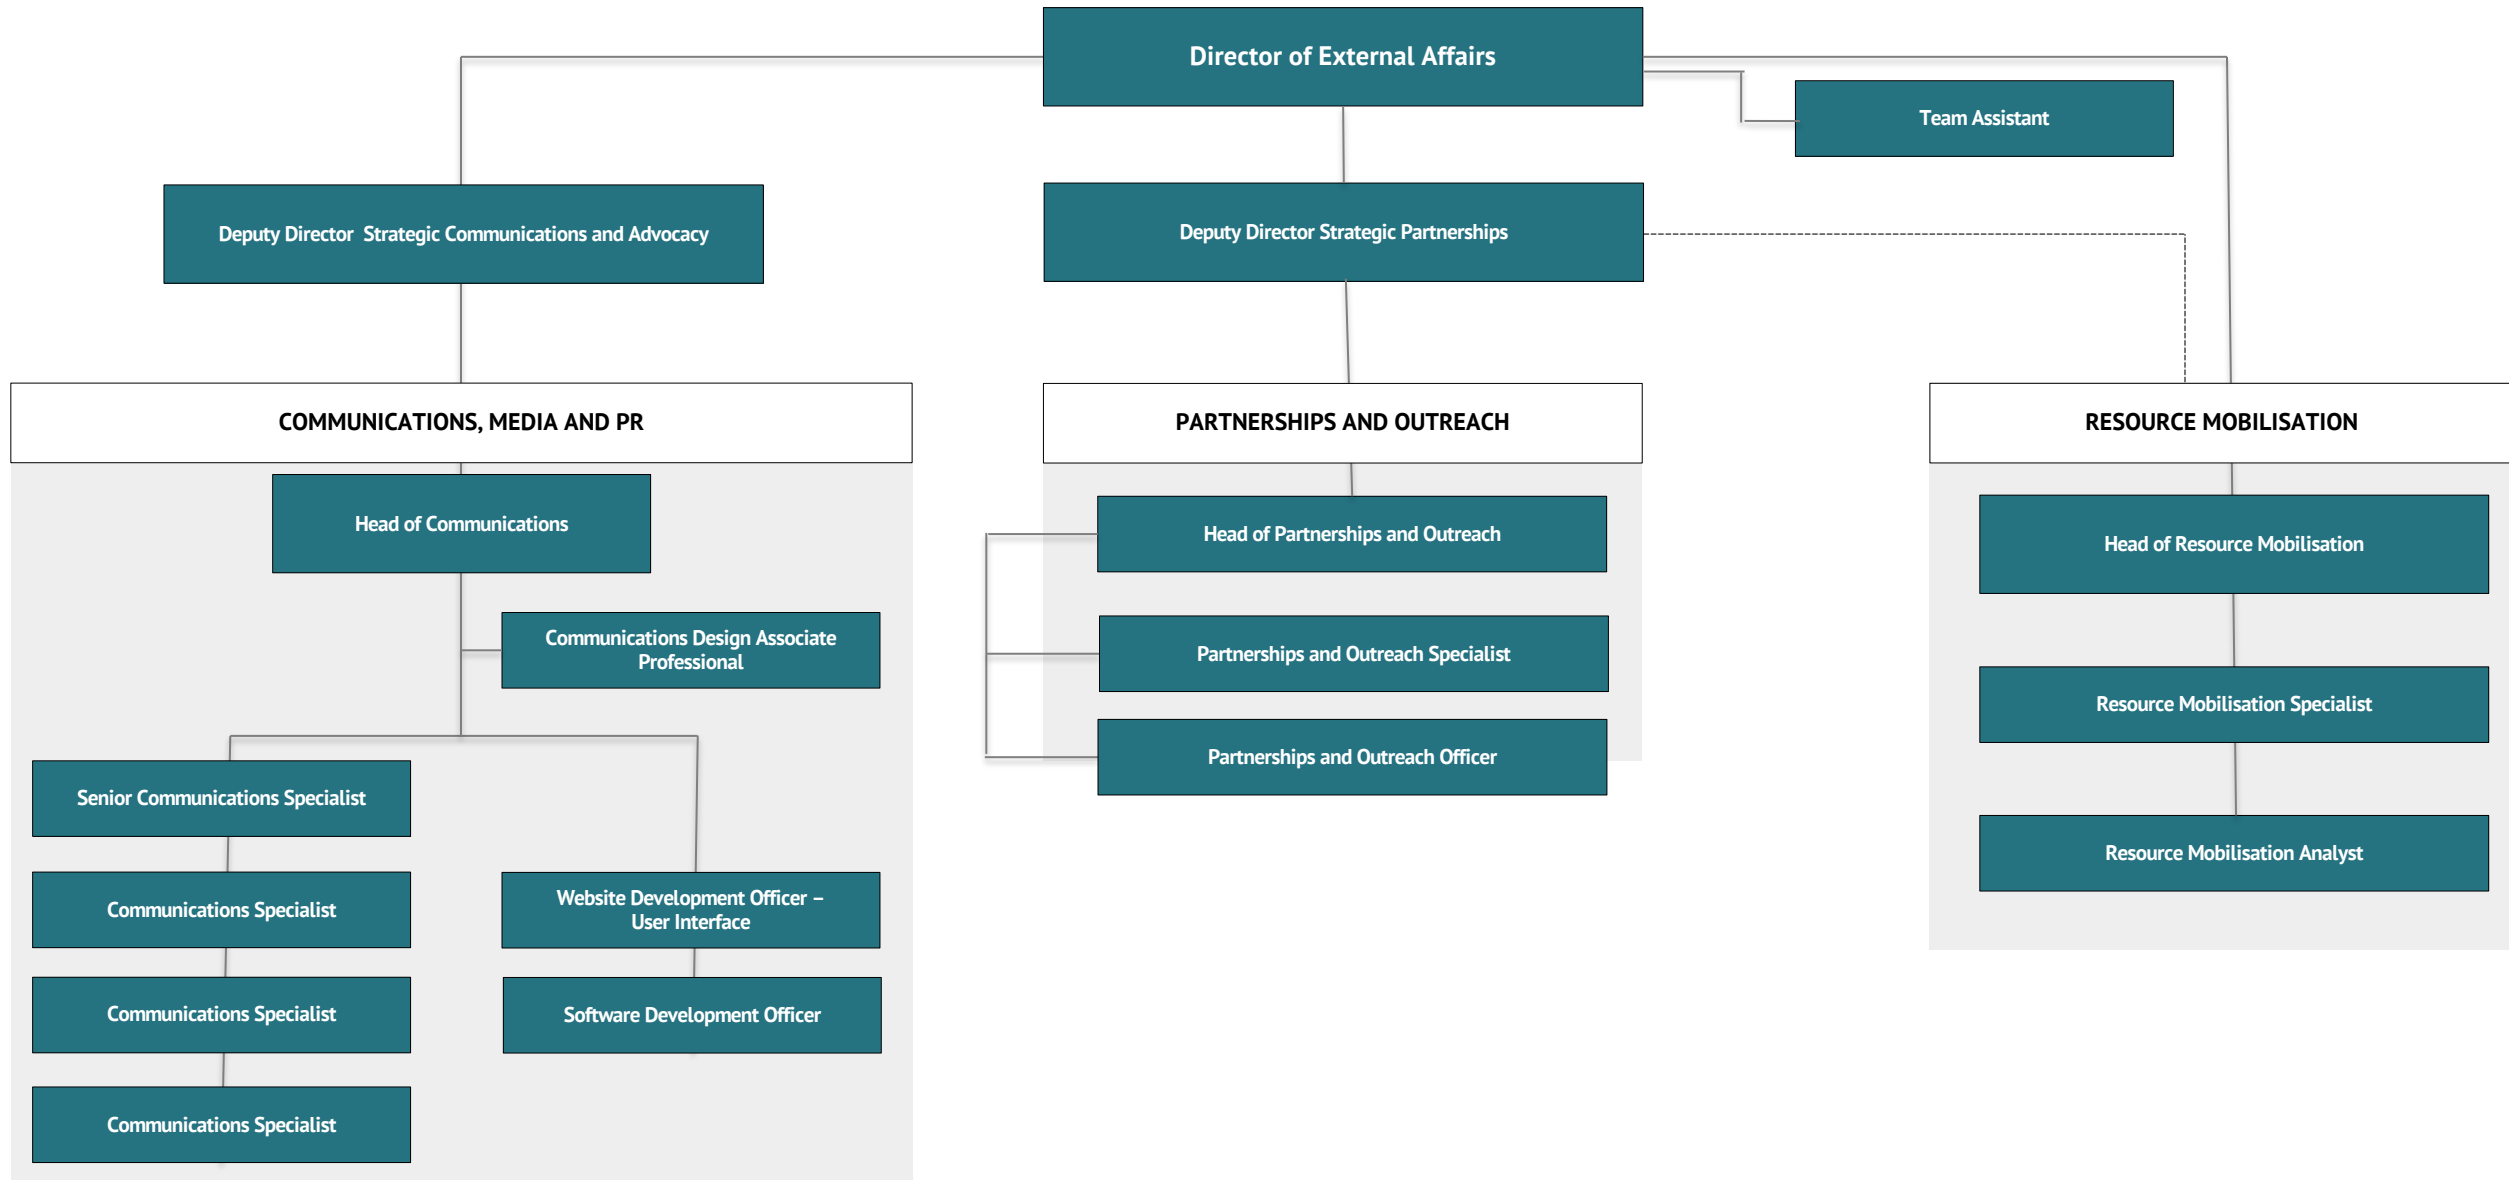 Director of External Affairs
Team Assistant
Deputy Director  Strategic Communications and Advocacy
Deputy Director Strategic Partnerships
COMMUNICATIONS, MEDIA AND PR
Head of Communications
Communications Design Associate
Professional
Senior Communications Specialist
Communications Specialist
Communications Specialist
Communications Specialist
Website Development Officer –
User Interface
Software Development Officer
PARTNERSHIPS AND OUTREACH
Head of Partnerships and Outreach
Partnerships and Outreach Specialist
Partnerships and Outreach Officer
RESOURCE MOBILISATION
Head of Resource Mobilisation
Resource Mobilisation Specialist
Resource Mobilisation Analyst